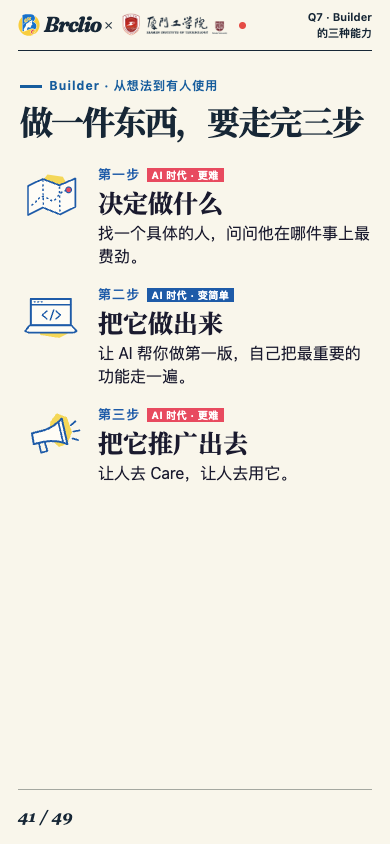 Brclio × 厦门工学院
XIAMEN INSTITUTE OF TECHNOLOGY
Q7 · Builder
的三种能力
Builder · 从想法到有人使用
做一件东西，要走完三步
第一步 AI 时代 · 更难
决定做什么
找一个具体的人，问问他在哪件事上最
费劲。
第二步 AI 时代 · 变简单
把它做出来
让 AI 帮你做第一版，自己把最重要的
功能走一遍。
第三步 AI 时代 · 更难
把它推广出去
让人去 Care，让人去用它。
41 / 49